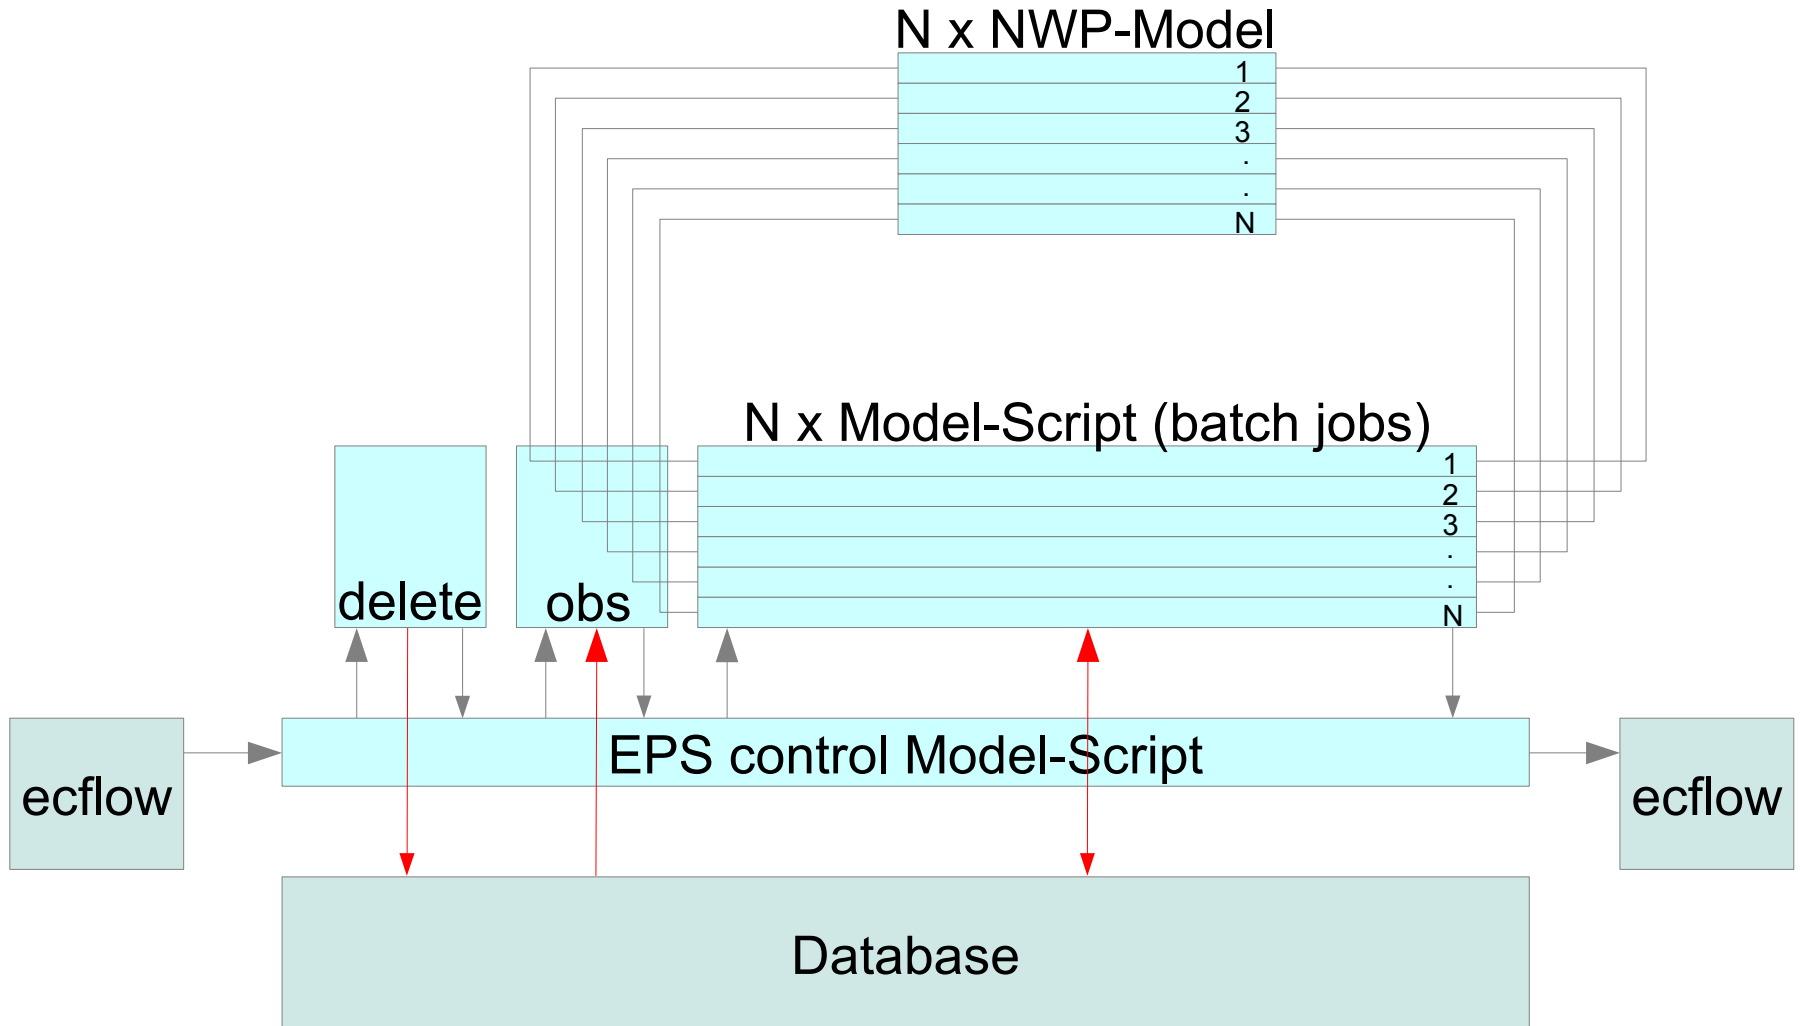 N x NWP-Model
1
2
3
.
.
N
N x Model-Script (batch jobs)
1
2
3
.
.
N
delete
obs
EPS control Model-Script
ecflow
ecflow
Database